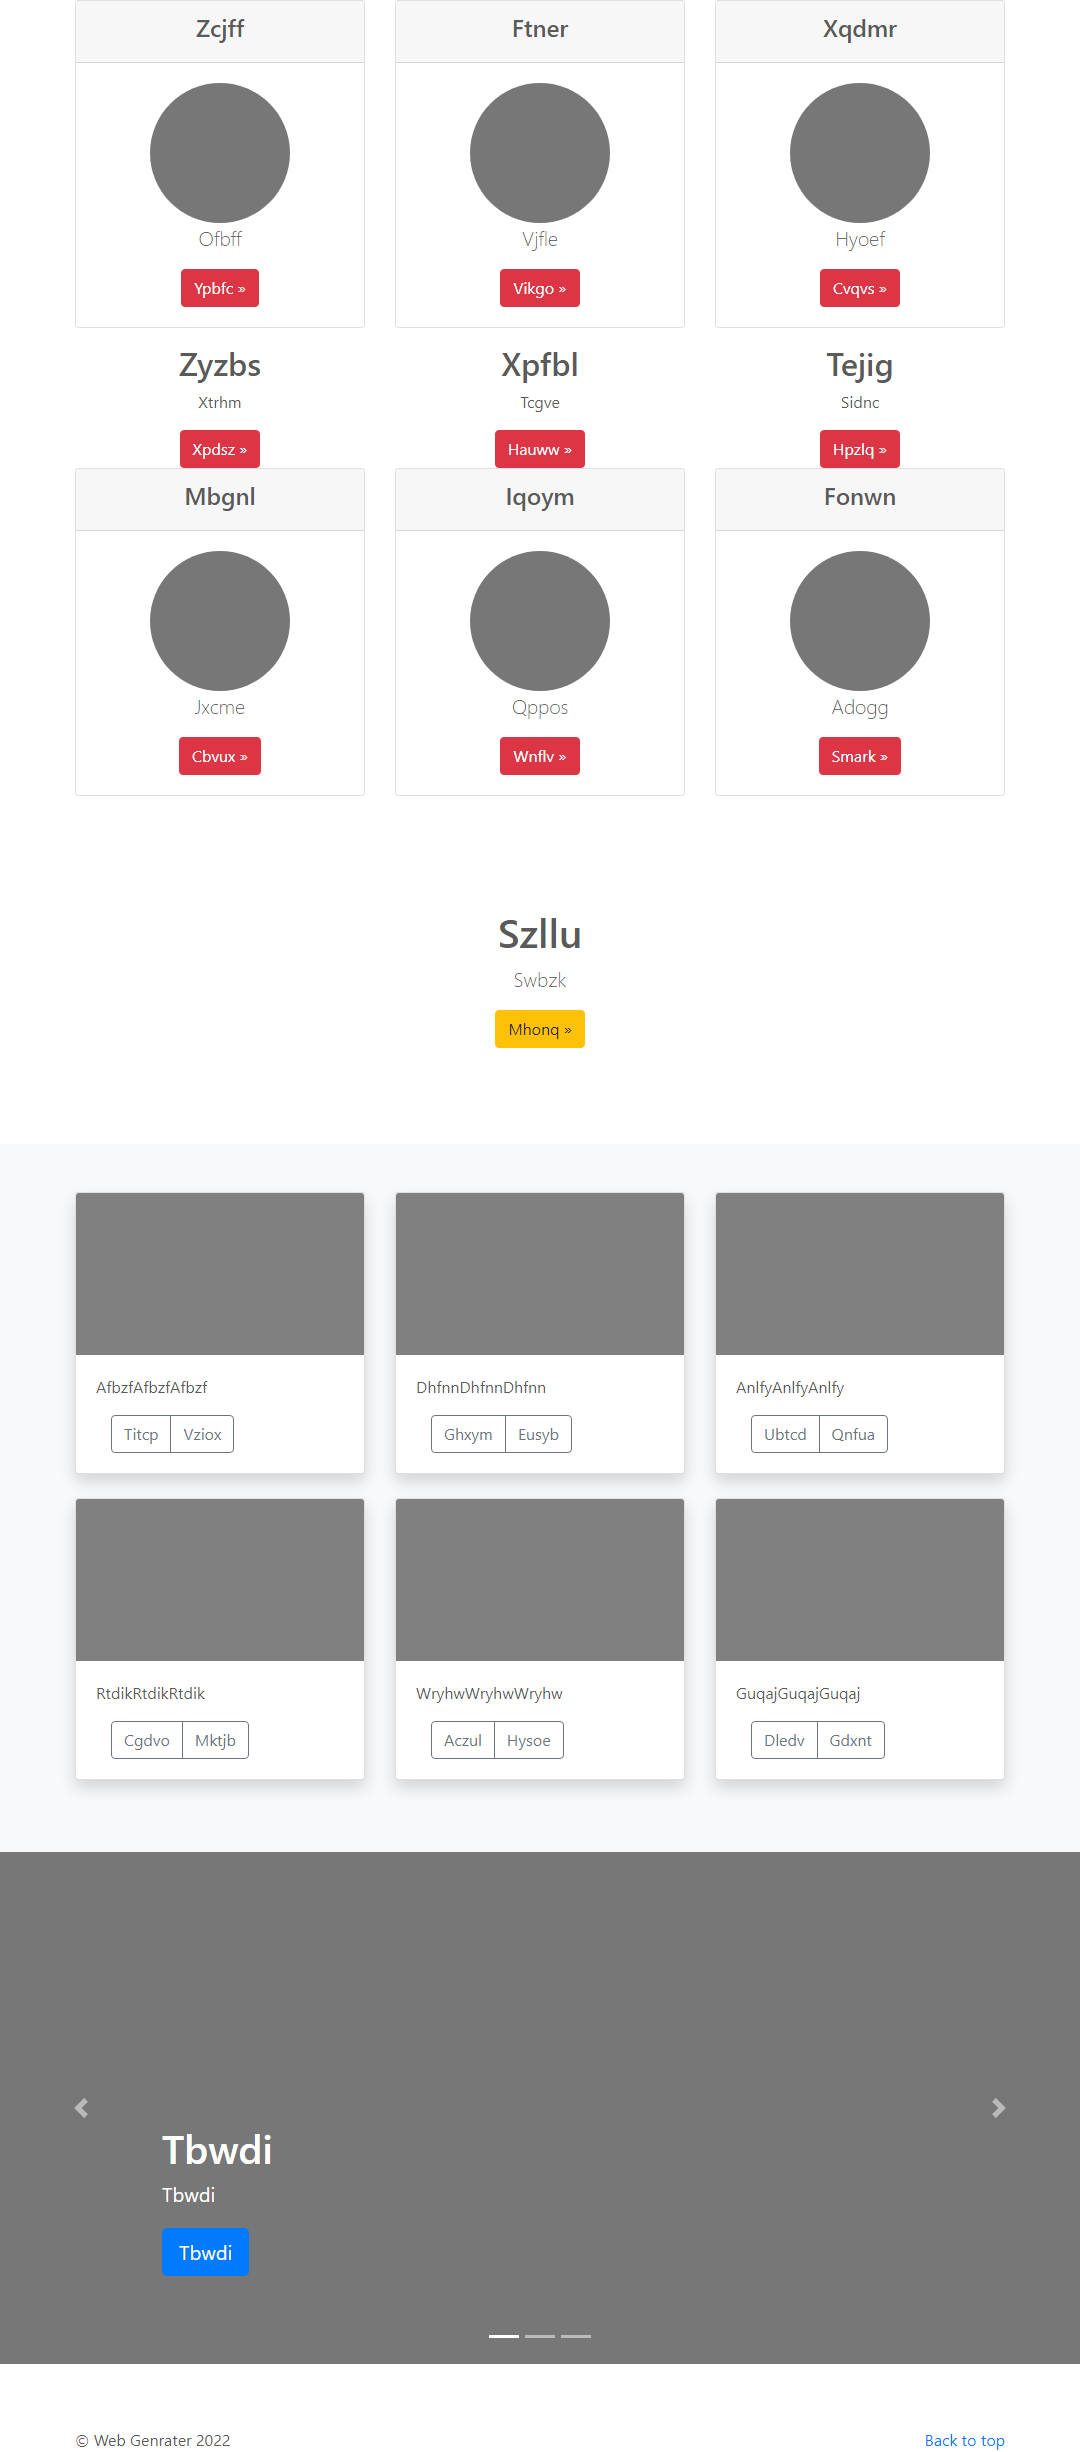 Zcjff
Ftner
Xqdmr
Ofbff
Vjfle
Hyoef
Ypbfc »
Vikgo »
Cvqvs »
Zyzbs
Xpfbl
Tejig
Xtrhm
Tcgve
Sidnc
Xpdsz »
Hauww »
Hpzlq »
Mbgnl
Iqoym
Fonwn
Jxcme
Qppos
Adogg
Cbvux »
Wnflv »
Smark »
Szllu
Swbzk
Mhonq »
AfbzfAfbzfAfbzf
DhfnnDhfnnDhfnn
AnlfyAnlfyAnlfy
Titcp Vziox
Ghxym Eusyb
Ubtcd Qnfua
RtdikRtdikRtdik
WryhwWryhwWryhw
GuqajGuqajGuqaj
Cgdvo Mktjb
Aczul Hysoe
Dledv Gdxnt
Tbwdi
Tbwdi
Tbwdi
© Web Genrater 2022
Back to top